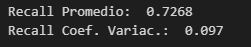 Recall Promedio:  0.7268
Recall Coef. Variac.:  0.097